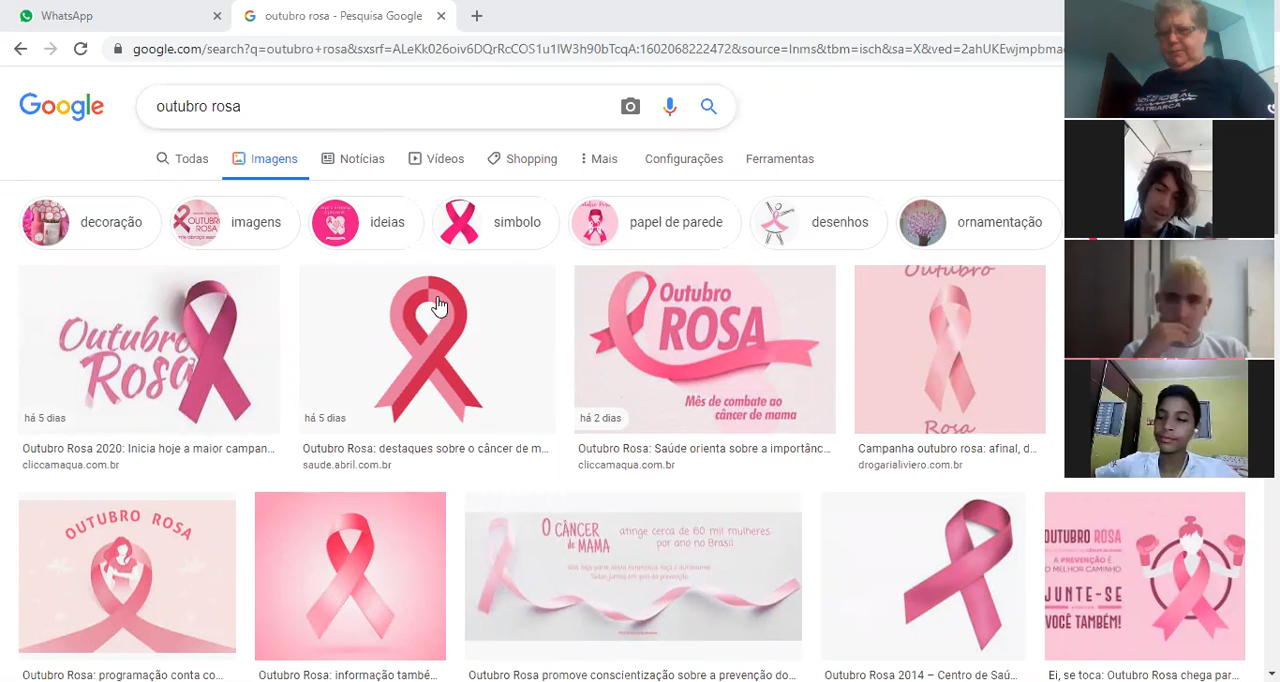 WhatsApp
outubro rosa - Pesquisa Google
google.com/search?q=outubro+rosa&sxsrf=ALeKk026oiv6DQrRcCOS1u1IW3h90bTcqA:1602068222472&source=lnms&tbm=isch&sa=X&ved=2ahUKEwjmpbma
Google
outubro rosa
Todas
Imagens
Notícias
Vídeos
Shopping
Mais
Configurações
Ferramentas
decoração
imagens
ideias
simbolo
papel de parede
desenhos
ornamentação
Outubro
Rosa
há 5 dias
há 5 dias
Outubro
ROSA
Mês de combate ao
câncer de mama
há 2 dias
Outubro
Rosa
Outubro Rosa 2020: Inicia hoje a maior campan...
cliccamaqua.com.br
Outubro Rosa: destaques sobre o câncer de m...
saude.abril.com.br
Outubro Rosa: Saúde orienta sobre a importânc...
cliccamaqua.com.br
Campanha outubro rosa: afinal, d...
drogarialiviero.com.br
OUTUBRO ROSA
O CÂNCER
de MAMA
atinge cerca de 60 mil mulheres
por ano no Brasil
OUTUBRO ROSA
A PREVENÇÃO É
O MELHOR CAMINHO
JUNTE-SE
VOCÊ TAMBÉM!
Outubro Rosa: programação conta co...
Outubro Rosa: informação també...
Outubro Rosa promove conscientização sobre a prevenção do...
Outubro Rosa 2014 – Centro de Saú...
Ei, se toca: Outubro Rosa chega par...
PATRIARCA